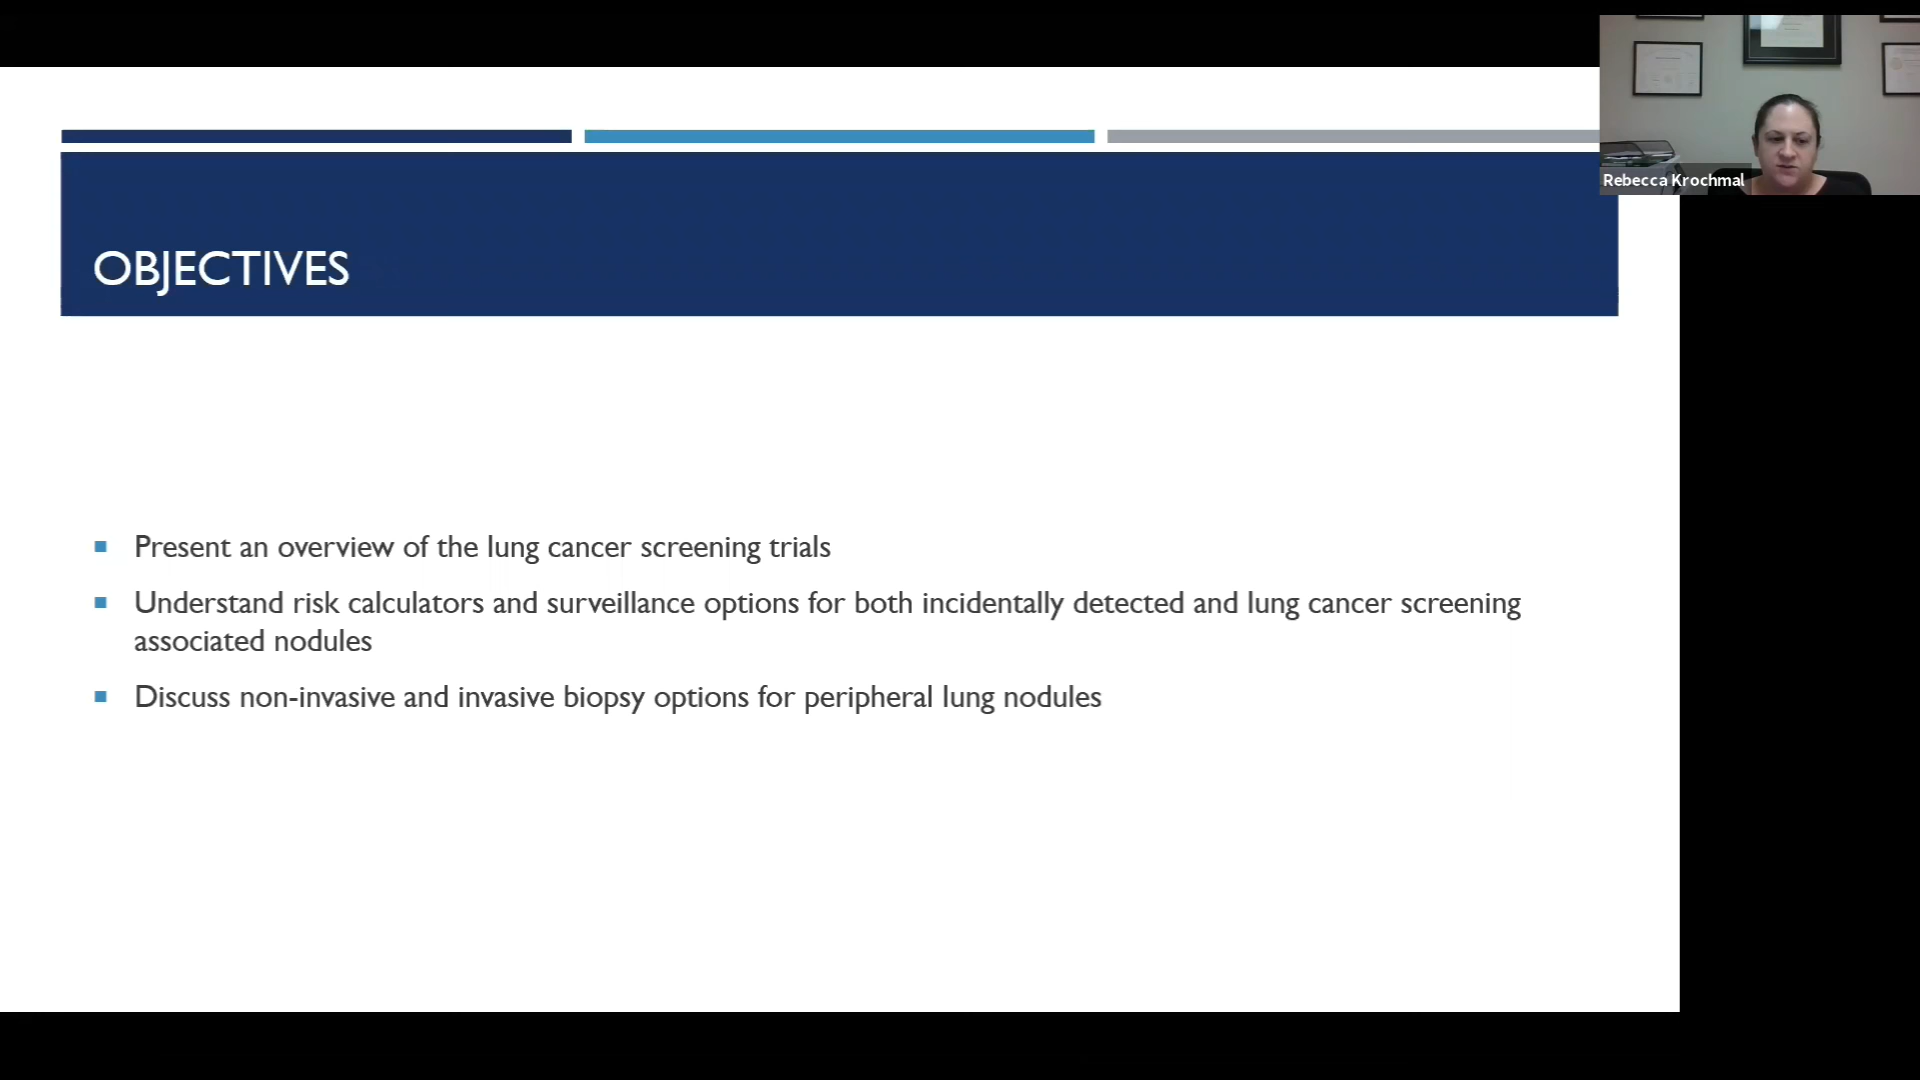 Rebecca Krochmal
OBJECTIVES
Present an overview of the lung cancer screening trials
Understand risk calculators and surveillance options for both incidentally detected and lung cancer screening
associated nodules
Discuss non-invasive and invasive biopsy options for peripheral lung nodules